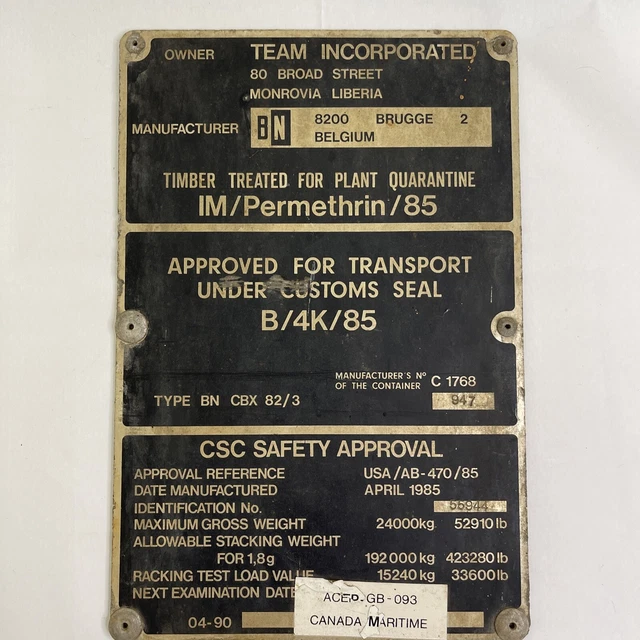 OWNER TEAM INCORPORATED
80 BROAD STREET
MONROVIA LIBERIA
MANUFACTURER BN 8200 BRUGGE 2
BELGIUM
TIMBER TREATED FOR PLANT QUARANTINE
IM/Permethrin/85
APPROVED FOR TRANSPORT
UNDER CUSTOMS SEAL
B/4K/85
MANUFACTURER'S Nº
OF THE CONTAINER C 1768
TYPE BN CBX 82/3 947
CSC SAFETY APPROVAL
APPROVAL REFERENCE USA/AB-470/85
DATE MANUFACTURED APRIL 1985
IDENTIFICATION No. 55944
MAXIMUM GROSS WEIGHT 24000kg 52910 lb
ALLOWABLE STACKING WEIGHT
FOR 1,8g 192000kg 423280lb
RACKING TEST LOAD VALUE 15240kg 33600lb
NEXT EXAMINATION DATE
ACEP-GB-093
04-90 CANADA MARITIME